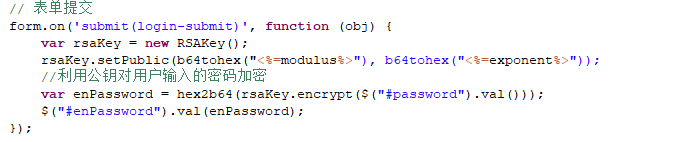 // 表单提交
form.on('submit(login-submit)', function (obj) {
    var rsaKey = new RSAKey();
    rsaKey.setPublic(b64tohex("<%=modulus%>"), b64tohex("<%=exponent%>"));
    //利用公钥对用户输入的密码加密
    var enPassword = hex2b64(rsaKey.encrypt($("#password").val()));
    $("#enPassword").val(enPassword);
});